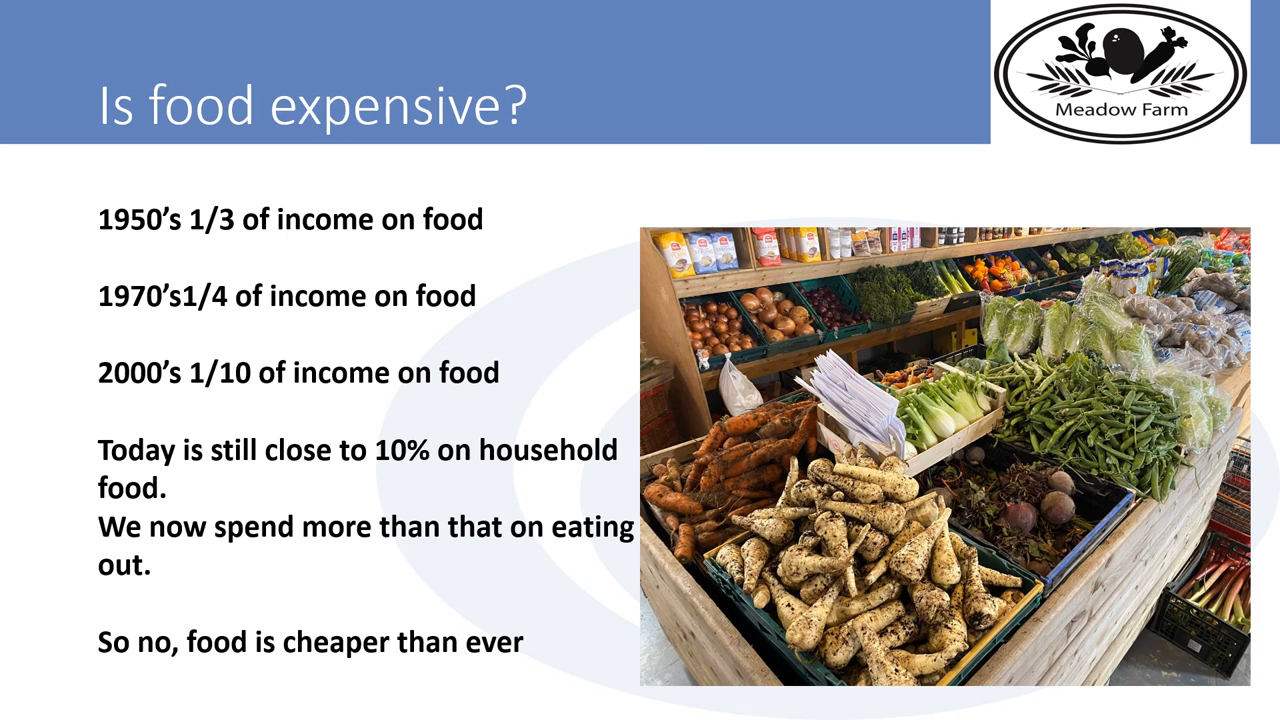 Is food expensive?
Meadow Farm
1950’s 1/3 of income on food
1970’s1/4 of income on food
2000’s 1/10 of income on food
Today is still close to 10% on household
food.
We now spend more than that on eating
out.
So no, food is cheaper than ever